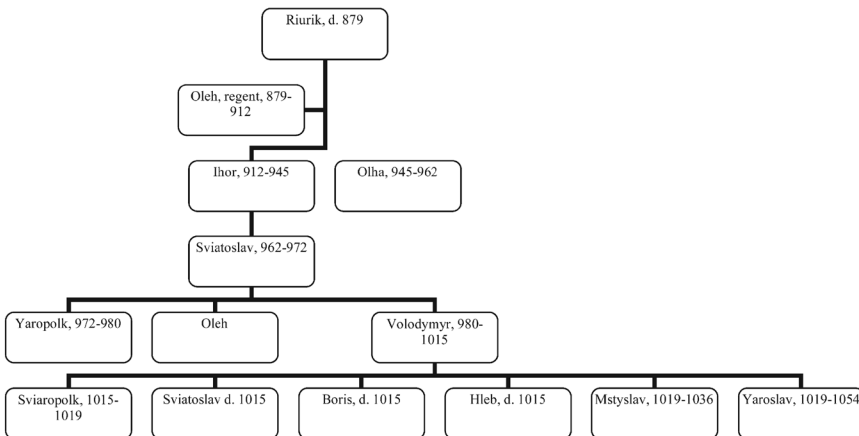 Riurik, d. 879
Oleh, regent, 879-
912
Ihor, 912-945
Olha, 945-962
Sviatoslav, 962-972
Yaropolk, 972-980
Oleh
Volodymyr, 980-
1015
Sviaropolk, 1015-
1019
Sviatoslav d. 1015
Boris, d. 1015
Hleb, d. 1015
Mstyslav, 1019-1036
Yaroslav, 1019-1054